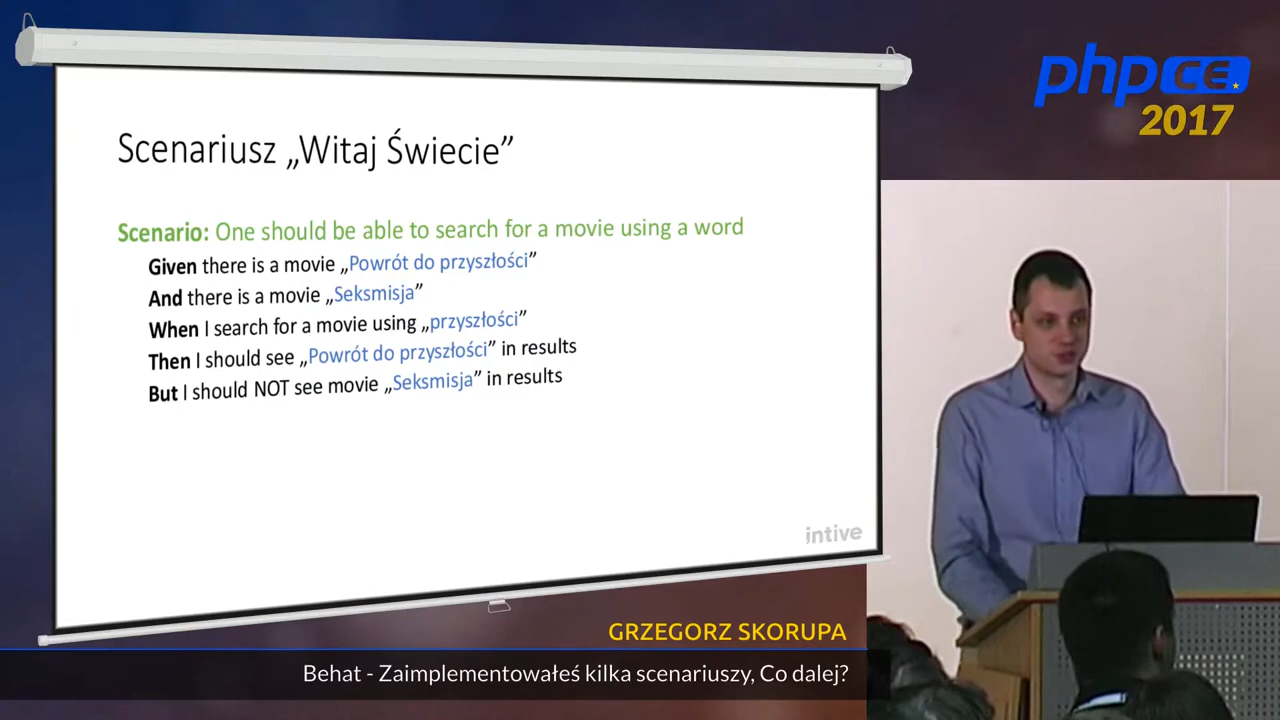 Scenariusz „Witaj Świecie”
Scenario: One should be able to search for a movie using a word
Given there is a movie „Powrót do przyszłości”
And there is a movie „Seksmisja”
When I search for a movie using „przyszłości”
Then I should see „Powrót do przyszłości” in results
But I should NOT see movie „Seksmisja” in results
intive
php CE
2017
GRZEGORZ SKORUPA
Behat - Zaimplementowałeś kilka scenariuszy, Co dalej?